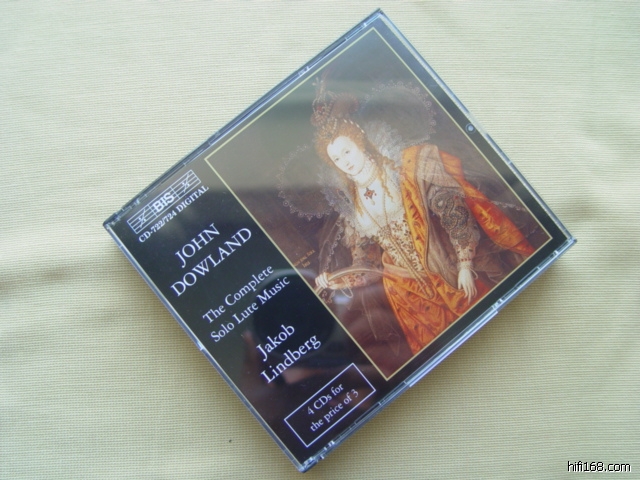 BIS
CD-722/724 DIGITAL
JOHN
DOWLAND
The Complete
Solo Lute Music
Jakob
Lindberg
4 CDs for
the price of 3
hifi168.com